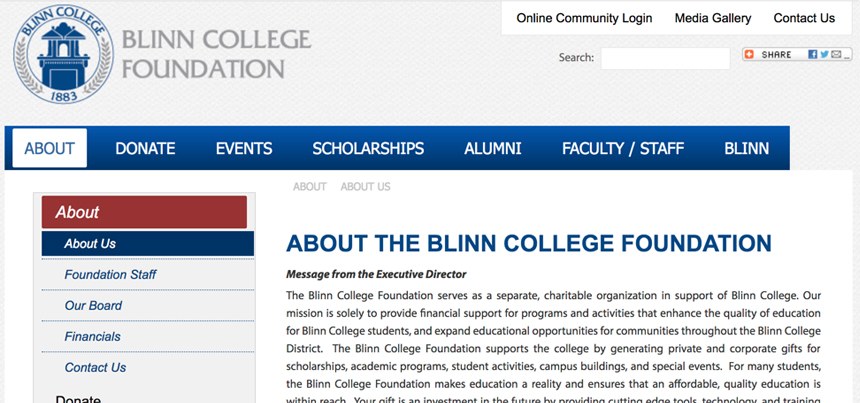 Online Community Login Media Gallery Contact Us
BLINN COLLEGE
1883
BLINN COLLEGE
FOUNDATION
Search:
SHARE
ABOUT DONATE EVENTS SCHOLARSHIPS ALUMNI FACULTY / STAFF BLINN
ABOUT ABOUT US
About
About Us
Foundation Staff
Our Board
Financials
Contact Us
Donate
ABOUT THE BLINN COLLEGE FOUNDATION
Message from the Executive Director
The Blinn College Foundation serves as a separate, charitable organization in support of Blinn College. Our
mission is solely to provide financial support for programs and activities that enhance the quality of education
for Blinn College students, and expand educational opportunities for communities throughout the Blinn College
District. The Blinn College Foundation supports the college by generating private and corporate gifts for
scholarships, academic programs, student activities, campus buildings, and special events. For many students,
the Blinn College Foundation makes education a reality and ensures that an affordable, quality education is
within reach. Your gift is an investment in the future by providing cutting edge tools, technology, and training